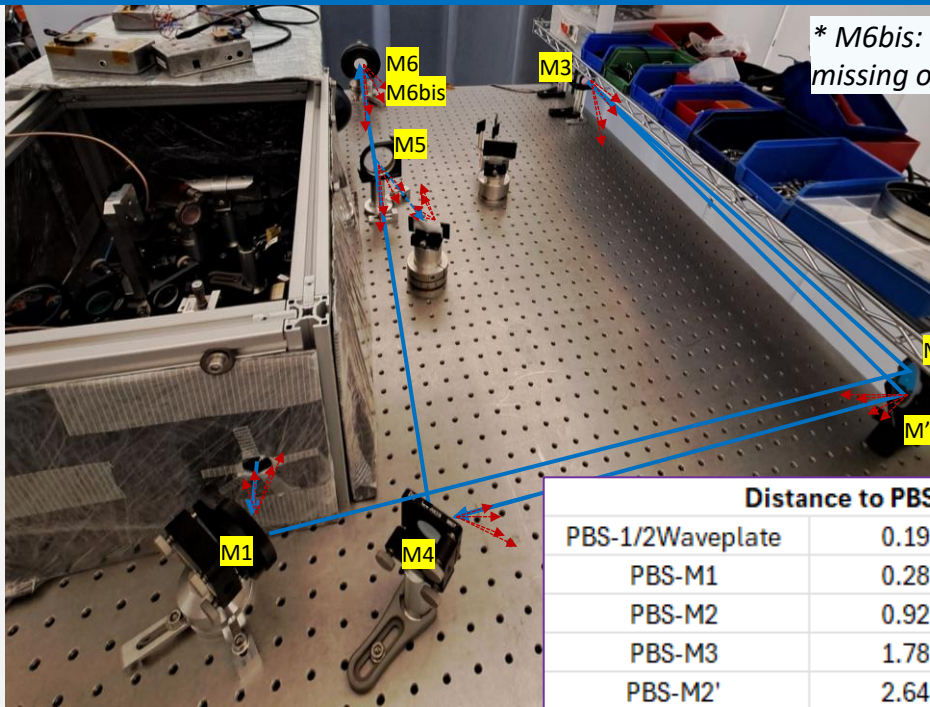 * M6bis:
missing o
M6
M6bis
M3
M5
M
M'
M1
M4
Distance to PBS
PBS-1/2Waveplate 0.19
PBS-M1 0.28
PBS-M2 0.92
PBS-M3 1.78
PBS-M2' 2.64